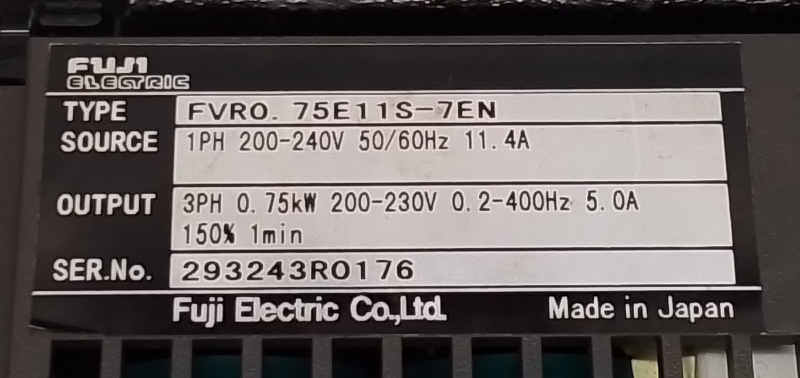 FUJI
ELECTRIC
TYPE FVR0.75E11S-7EN
SOURCE 1PH 200-240V 50/60Hz 11.4A
OUTPUT 3PH 0.75kW 200-230V 0.2-400Hz 5.0A
150% 1min
SER.No. 293243R0176
Fuji Electric Co.,Ltd. Made in Japan